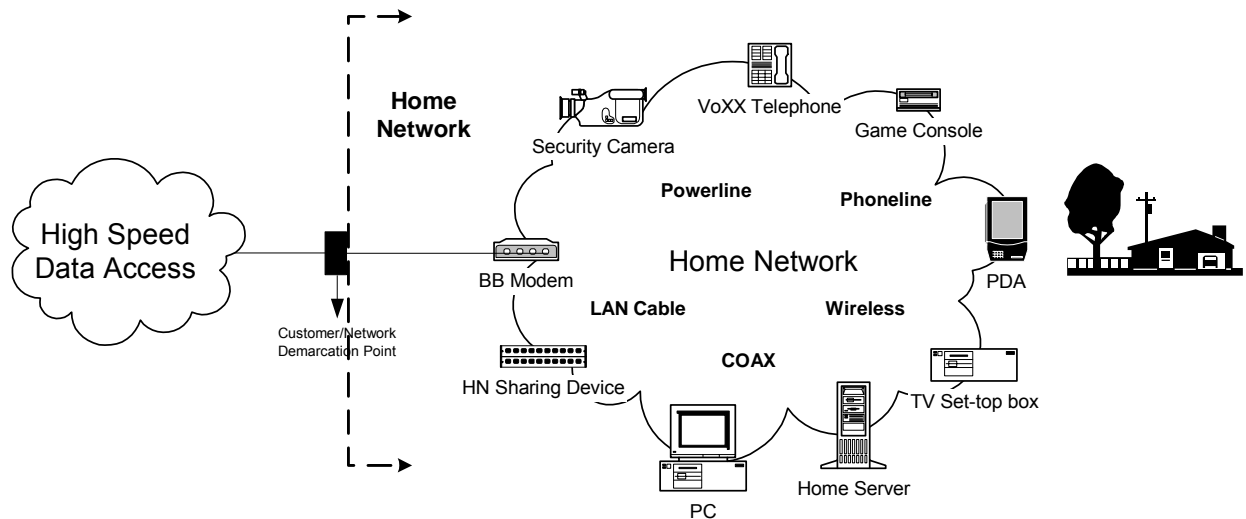 Home
Network
High Speed
Data Access
Customer/Network
Demarcation Point
VoXX Telephone
Game Console
Security Camera
Powerline
Phoneline
BB Modem
Home Network
PDA
LAN Cable
Wireless
COAX
HN Sharing Device
TV Set-top box
Home Server
PC